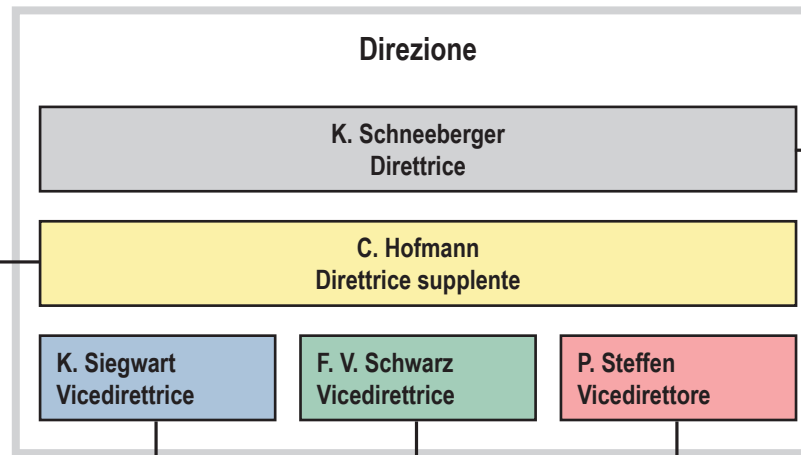 Direzione
K. Schneeberger
Direttrice
C. Hofmann
Direttrice supplente
K. Siegwart
Vicedirettrice
F. V. Schwarz
Vicedirettrice
P. Steffen
Vicedirettore